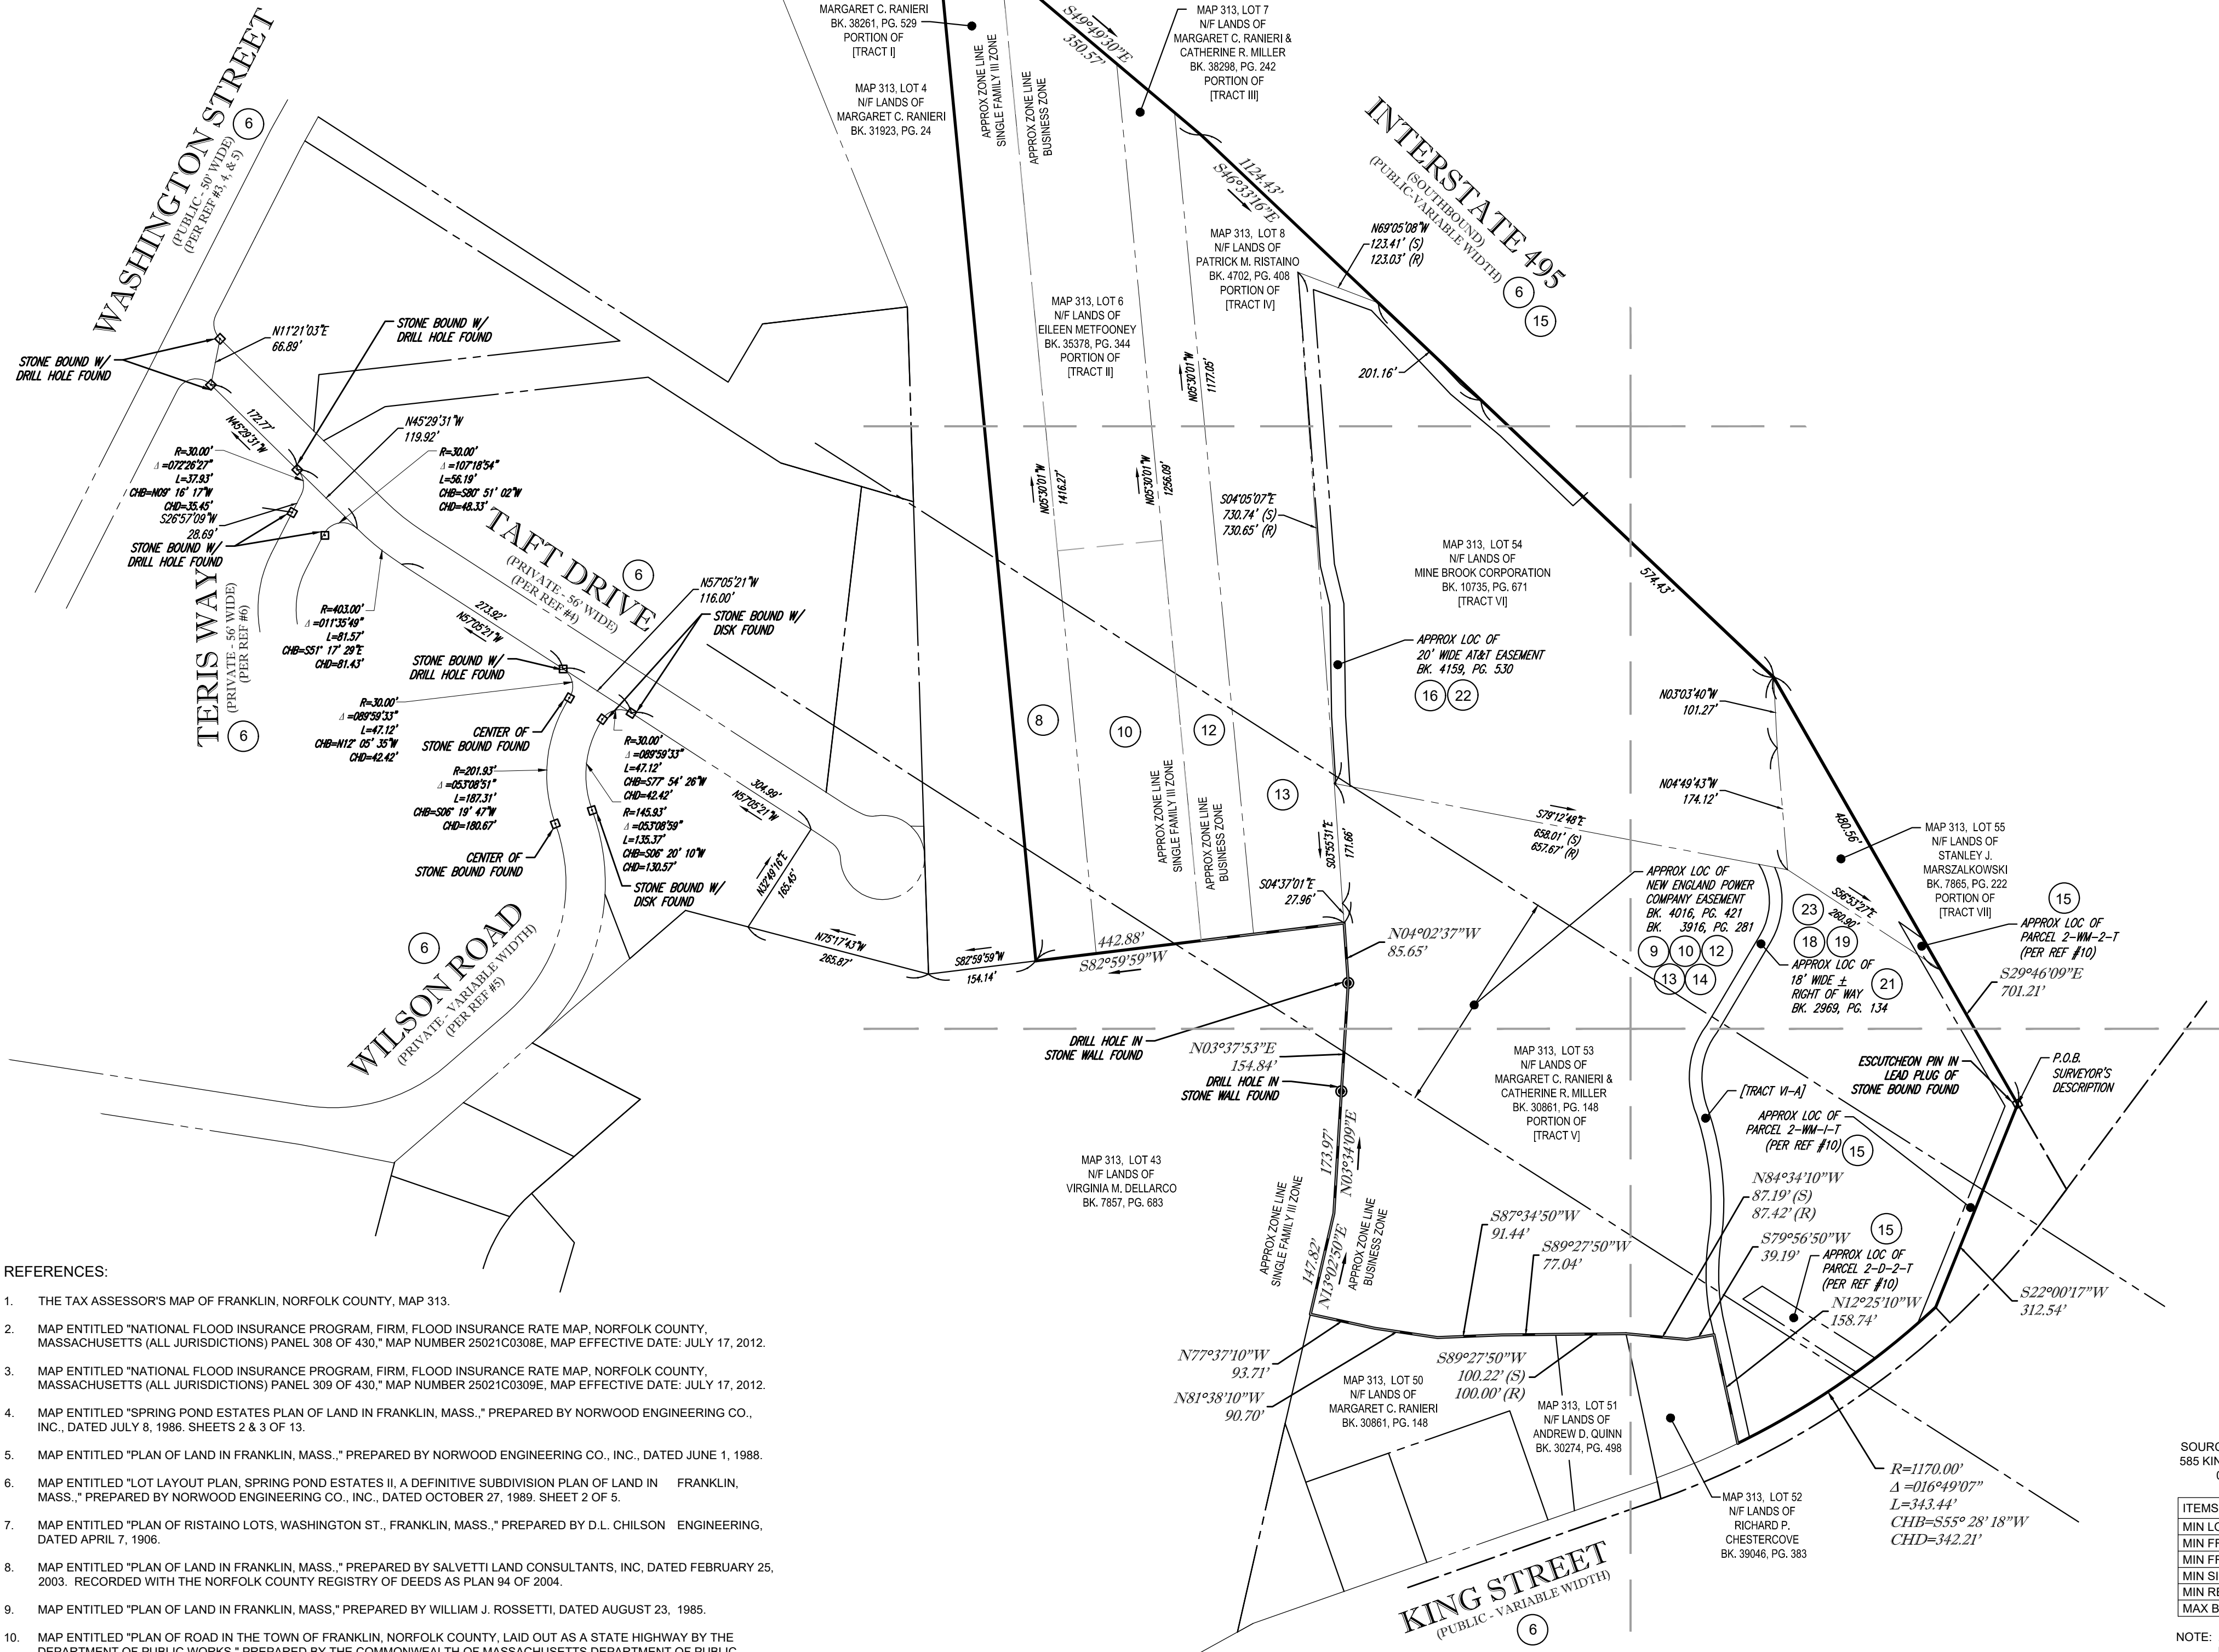 MARGARET C. RANIERI
BK. 38261, PG. 529
PORTION OF
[TRACT I]
MAP 313, LOT 4
N/F LANDS OF
MARGARET C. RANIERI
BK. 31923, PG. 24
APPROX ZONE LINE
SINGLE FAMILY III ZONE
APPROX ZONE LINE
BUSINESS ZONE
S49°49'30"E
350.57'
MAP 313, LOT 7
N/F LANDS OF
MARGARET C. RANIERI &
CATHERINE R. MILLER
BK. 38298, PG. 242
PORTION OF
[TRACT III]
INTERSTATE 495
(SOUTHBOUND)
(PUBLIC-VARIABLE WIDTH)
6
15
1124.43'
S46°33'16"E
N69°05'08"W
123.41' (S)
123.03' (R)
MAP 313, LOT 8
N/F LANDS OF
PATRICK M. RISTAINO
BK. 4702, PG. 408
PORTION OF
[TRACT IV]
MAP 313, LOT 6
N/F LANDS OF
EILEEN METFOONEY
BK. 35378, PG. 344
PORTION OF
[TRACT II]
201.16'
WASHINGTON STREET
(PUBLIC - 50' WIDE)
(PER REF #3, 4, & 5)
6
N11°21'03"E
66.89'
STONE BOUND W/
DRILL HOLE FOUND
STONE BOUND W/
DRILL HOLE FOUND
172.77'
N45°29'31"W
N45°29'31"W
119.92'
R=30.00'
Δ =072°26'27"
L=37.93'
CHB=N09° 16' 17"W
CHD=35.45'
S26°57'09"W
28.69'
STONE BOUND W/
DRILL HOLE FOUND
R=30.00'
Δ =107°18'54"
L=56.19'
CHB=S80° 51' 02"W
CHD=48.33'
TAFT DRIVE
(PRIVATE - 56' WIDE)
(PER REF #4)
6
TERIS WAY
(PRIVATE - 56' WIDE)
(PER REF #6)
6
R=403.00'
Δ =011°35'49"
L=81.57'
CHB=S51° 17' 29"E
CHD=81.43'
273.92'
N57°05'21"W
N57°05'21"W
116.00'
STONE BOUND W/
DISK FOUND
STONE BOUND W/
DRILL HOLE FOUND
R=30.00'
Δ =089°59'33"
L=47.12'
CHB=N12° 05' 35"W
CHD=42.42'
CENTER OF
STONE BOUND FOUND
R=201.93'
Δ =053°08'51"
L=187.31'
CHB=S06° 19' 47"W
CHD=180.67'
CENTER OF
STONE BOUND FOUND
R=30.00'
Δ =089°59'33"
L=47.12'
CHB=S77° 54' 26"W
CHD=42.42'
R=145.93'
Δ =053°08'59"
L=135.37'
CHB=S06° 20' 10"W
CHD=130.57'
STONE BOUND W/
DISK FOUND
304.99'
N57°05'21"W
N32°49'16"E
165.45'
N75°17'43"W
265.87'
S82°59'59"W
154.14'
WILSON ROAD
(PRIVATE - VARIABLE WIDTH)
(PER REF #5)
6
N05°30'01"W
1416.27'
N05°30'01"W
1256.09'
N05°30'01"W
1177.05'
S04°05'07"E
730.74' (S)
730.65' (R)
MAP 313, LOT 54
N/F LANDS OF
MINE BROOK CORPORATION
BK. 10735, PG. 671
[TRACT VI]
574.43'
APPROX LOC OF
20' WIDE AT&T EASEMENT
BK. 4159, PG. 530
16
22
8
10
12
13
APPROX ZONE LINE
SINGLE FAMILY III ZONE
APPROX ZONE LINE
BUSINESS ZONE
S03°55'31"E
171.66'
S04°37'01"E
27.96'
442.88'
S82°59'59"W
N03°03'40"W
101.27'
N04°49'43"W
174.12'
S79°12'48"E
658.01' (S)
657.67' (R)
480.56'
MAP 313, LOT 55
N/F LANDS OF
STANLEY J.
MARSZALKOWSKI
BK. 7865, PG. 222
PORTION OF
[TRACT VII]
S56°53'27"E
260.90'
APPROX LOC OF
NEW ENGLAND POWER
COMPANY EASEMENT
BK. 4016, PG. 421
BK. 3916, PG. 281
9
10
12
13
14
23
18
19
APPROX LOC OF
18' WIDE ±
RIGHT OF WAY
BK. 2969, PG. 134
21
15
APPROX LOC OF
PARCEL 2-WM-2-T
(PER REF #10)
S29°46'09"E
701.21'
N04°02'37"W
85.65'
DRILL HOLE IN
STONE WALL FOUND
N03°37'53"E
154.84'
DRILL HOLE IN
STONE WALL FOUND
MAP 313, LOT 53
N/F LANDS OF
MARGARET C. RANIERI &
CATHERINE R. MILLER
BK. 30861, PG. 148
PORTION OF
[TRACT V]
ESCUTCHEON PIN IN
LEAD PLUG OF
STONE BOUND FOUND
P.O.B.
SURVEYOR'S
DESCRIPTION
[TRACT VI-A]
APPROX LOC OF
PARCEL 2-WM-1-T
(PER REF #10)
15
MAP 313, LOT 43
N/F LANDS OF
VIRGINIA M. DELLARCO
BK. 7857, PG. 683
173.97'
N03°34'09"E
APPROX ZONE LINE
SINGLE FAMILY III ZONE
147.82'
N13°02'50"E
APPROX ZONE LINE
BUSINESS ZONE
S87°34'50"W
91.44'
S89°27'50"W
77.04'
N84°34'10"W
87.19' (S)
87.42' (R)
S79°56'50"W
39.19'
15
APPROX LOC OF
PARCEL 2-D-2-T
(PER REF #10)
N12°25'10"W
158.74'
S22°00'17"W
312.54'
N77°37'10"W
93.71'
N81°38'10"W
90.70'
S89°27'50"W
100.22' (S)
100.00' (R)
MAP 313, LOT 50
N/F LANDS OF
MARGARET C. RANIERI
BK. 30861, PG. 148
MAP 313, LOT 51
N/F LANDS OF
ANDREW D. QUINN
BK. 30274, PG. 498
MAP 313, LOT 52
N/F LANDS OF
RICHARD P.
CHESTERCOVE
BK. 39046, PG. 383
R=1170.00'
Δ =016°49'07"
L=343.44'
CHB=S55° 28' 18"W
CHD=342.21'
KING STREET
(PUBLIC - VARIABLE WIDTH)
6
REFERENCES:
1. THE TAX ASSESSOR'S MAP OF FRANKLIN, NORFOLK COUNTY, MAP 313.
2. MAP ENTITLED "NATIONAL FLOOD INSURANCE PROGRAM, FIRM, FLOOD INSURANCE RATE MAP, NORFOLK COUNTY,
MASSACHUSETTS (ALL JURISDICTIONS) PANEL 308 OF 430," MAP NUMBER 25021C0308E, MAP EFFECTIVE DATE: JULY 17, 2012.
3. MAP ENTITLED "NATIONAL FLOOD INSURANCE PROGRAM, FIRM, FLOOD INSURANCE RATE MAP, NORFOLK COUNTY,
MASSACHUSETTS (ALL JURISDICTIONS) PANEL 309 OF 430," MAP NUMBER 25021C0309E, MAP EFFECTIVE DATE: JULY 17, 2012.
4. MAP ENTITLED "SPRING POND ESTATES PLAN OF LAND IN FRANKLIN, MASS.," PREPARED BY NORWOOD ENGINEERING CO.,
INC., DATED JULY 8, 1986. SHEETS 2 & 3 OF 13.
5. MAP ENTITLED "PLAN OF LAND IN FRANKLIN, MASS.," PREPARED BY NORWOOD ENGINEERING CO., INC., DATED JUNE 1, 1988.
6. MAP ENTITLED "LOT LAYOUT PLAN, SPRING POND ESTATES II, A DEFINITIVE SUBDIVISION PLAN OF LAND IN FRANKLIN,
MASS.," PREPARED BY NORWOOD ENGINEERING CO., INC., DATED OCTOBER 27, 1989. SHEET 2 OF 5.
7. MAP ENTITLED "PLAN OF RISTAINO LOTS, WASHINGTON ST., FRANKLIN, MASS.," PREPARED BY D.L. CHILSON ENGINEERING,
DATED APRIL 7, 1906.
8. MAP ENTITLED "PLAN OF LAND IN FRANKLIN, MASS.," PREPARED BY SALVETTI LAND CONSULTANTS, INC, DATED FEBRUARY 25,
2003. RECORDED WITH THE NORFOLK COUNTY REGISTRY OF DEEDS AS PLAN 94 OF 2004.
9. MAP ENTITLED "PLAN OF LAND IN FRANKLIN, MASS," PREPARED BY WILLIAM J. ROSSETTI, DATED AUGUST 23, 1985.
10. MAP ENTITLED "PLAN OF ROAD IN THE TOWN OF FRANKLIN, NORFOLK COUNTY, LAID OUT AS A STATE HIGHWAY BY THE
DEPARTMENT OF PUBLIC WORKS," PREPARED BY THE COMMONWEALTH OF MASSACHUSETTS DEPARTMENT OF PUBLIC
585 KIN
ITEMS
MIN LO
MIN FR
MIN FR
MIN SI
MIN RE
MAX B
NOTE: